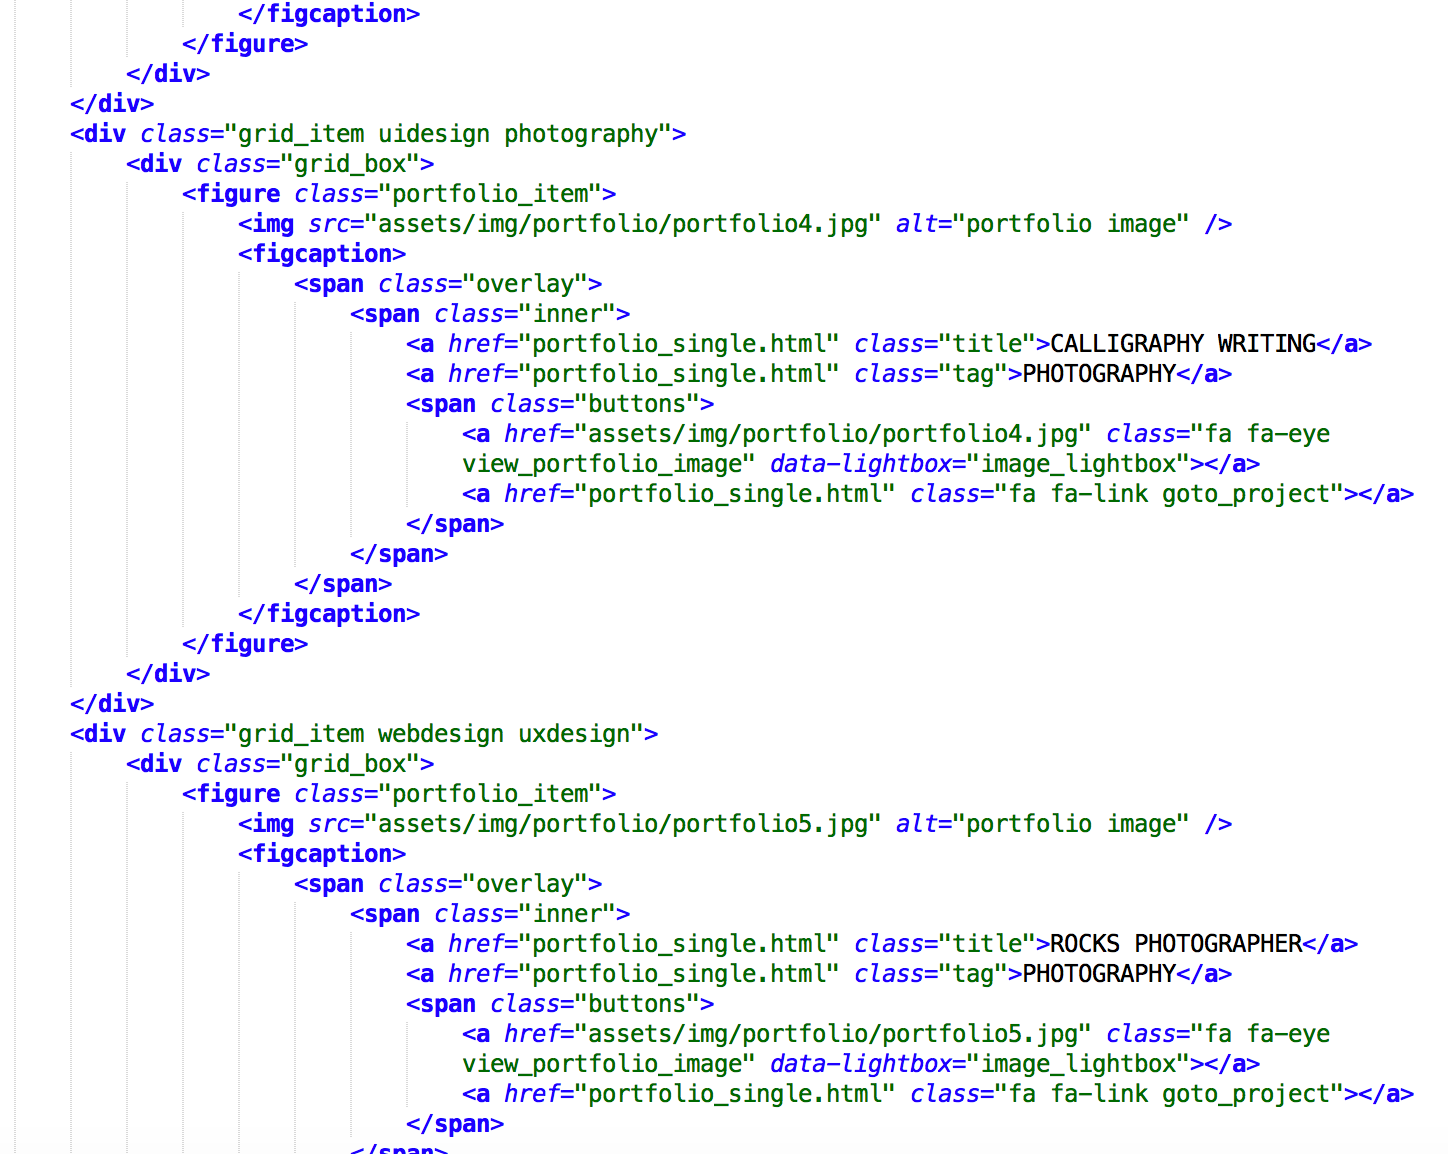 </figcaption>
</figure>
</div>
</div>
<div class="grid_item uidesign photography">
<div class="grid_box">
<figure class="portfolio_item">
<img src="assets/img/portfolio/portfolio4.jpg" alt="portfolio image" />
<figcaption>
<span class="overlay">
<span class="inner">
<a href="portfolio_single.html" class="title">CALLIGRAPHY WRITING</a>
<a href="portfolio_single.html" class="tag">PHOTOGRAPHY</a>
<span class="buttons">
<a href="assets/img/portfolio/portfolio4.jpg" class="fa fa-eye
view_portfolio_image" data-lightbox="image_lightbox"></a>
<a href="portfolio_single.html" class="fa fa-link goto_project"></a>
</span>
</span>
</span>
</figcaption>
</figure>
</div>
</div>
<div class="grid_item webdesign uxdesign">
<div class="grid_box">
<figure class="portfolio_item">
<img src="assets/img/portfolio/portfolio5.jpg" alt="portfolio image" />
<figcaption>
<span class="overlay">
<span class="inner">
<a href="portfolio_single.html" class="title">ROCKS PHOTOGRAPHER</a>
<a href="portfolio_single.html" class="tag">PHOTOGRAPHY</a>
<span class="buttons">
<a href="assets/img/portfolio/portfolio5.jpg" class="fa fa-eye
view_portfolio_image" data-lightbox="image_lightbox"></a>
<a href="portfolio_single.html" class="fa fa-link goto_project"></a>
</span>
</span>